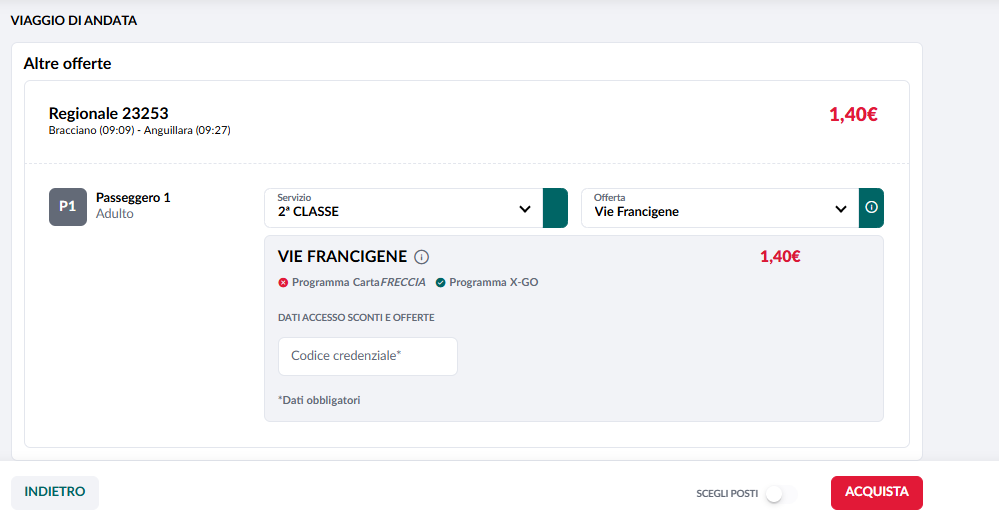 VIAGGIO DI ANDATA
Altre offerte
Regionale 23253
1,40€
Bracciano (09:09) - Anguillara (09:27)
P1
Passeggero 1
Adulto
Servizio
2ª CLASSE
Offerta
Vie Francigene
VIE FRANCIGENE
1,40€
Programma CartaFRECCIA Programma X-GO
DATI ACCESSO SCONTI E OFFERTE
Codice credenziale*
*Dati obbligatori
INDIETRO
SCEGLI POSTI
ACQUISTA